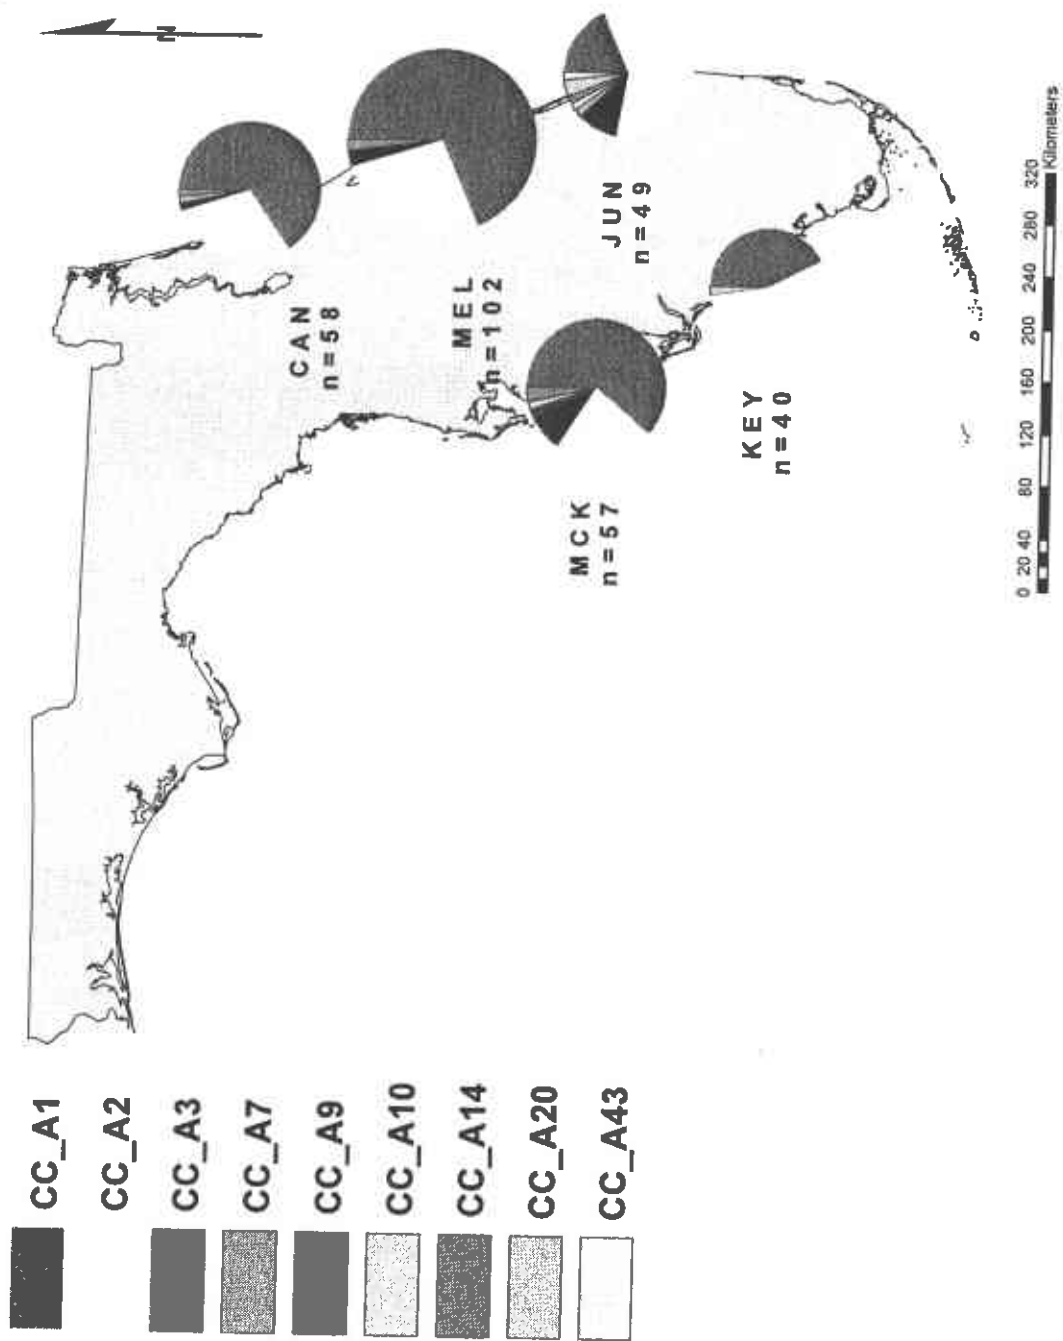 N
CAN
n=58
MEL
n=102
JUN
n=49
MCK
n=57
KEY
n=40
0 20 40 80 120 160 200 240 280 320
Kilometers
CC_A1
CC_A2
CC_A3
CC_A7
CC_A9
CC_A10
CC_A14
CC_A20
CC_A43